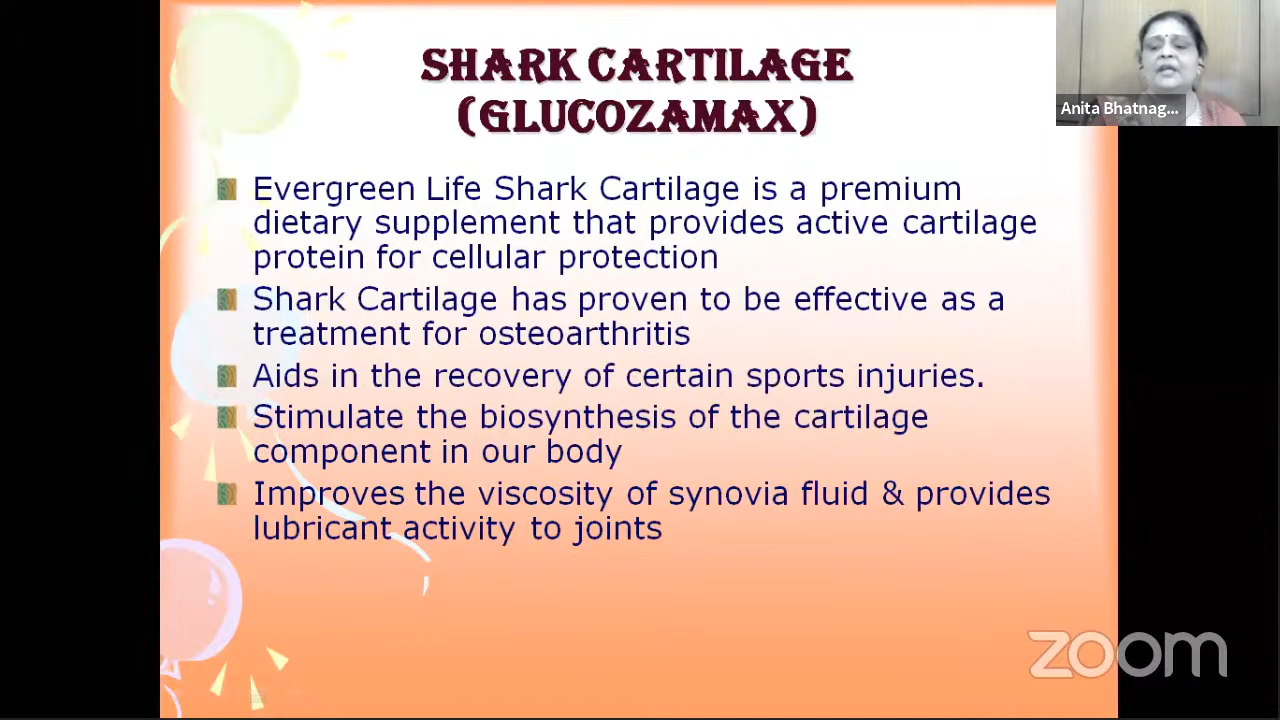 SHARK CARTILAGE
(GLUCOZAMAX)
Evergreen Life Shark Cartilage is a premium
dietary supplement that provides active cartilage
protein for cellular protection
Shark Cartilage has proven to be effective as a
treatment for osteoarthritis
Aids in the recovery of certain sports injuries.
Stimulate the biosynthesis of the cartilage
component in our body
Improves the viscosity of synovia fluid & provides
lubricant activity to joints
Anita Bhatnag...
zoom